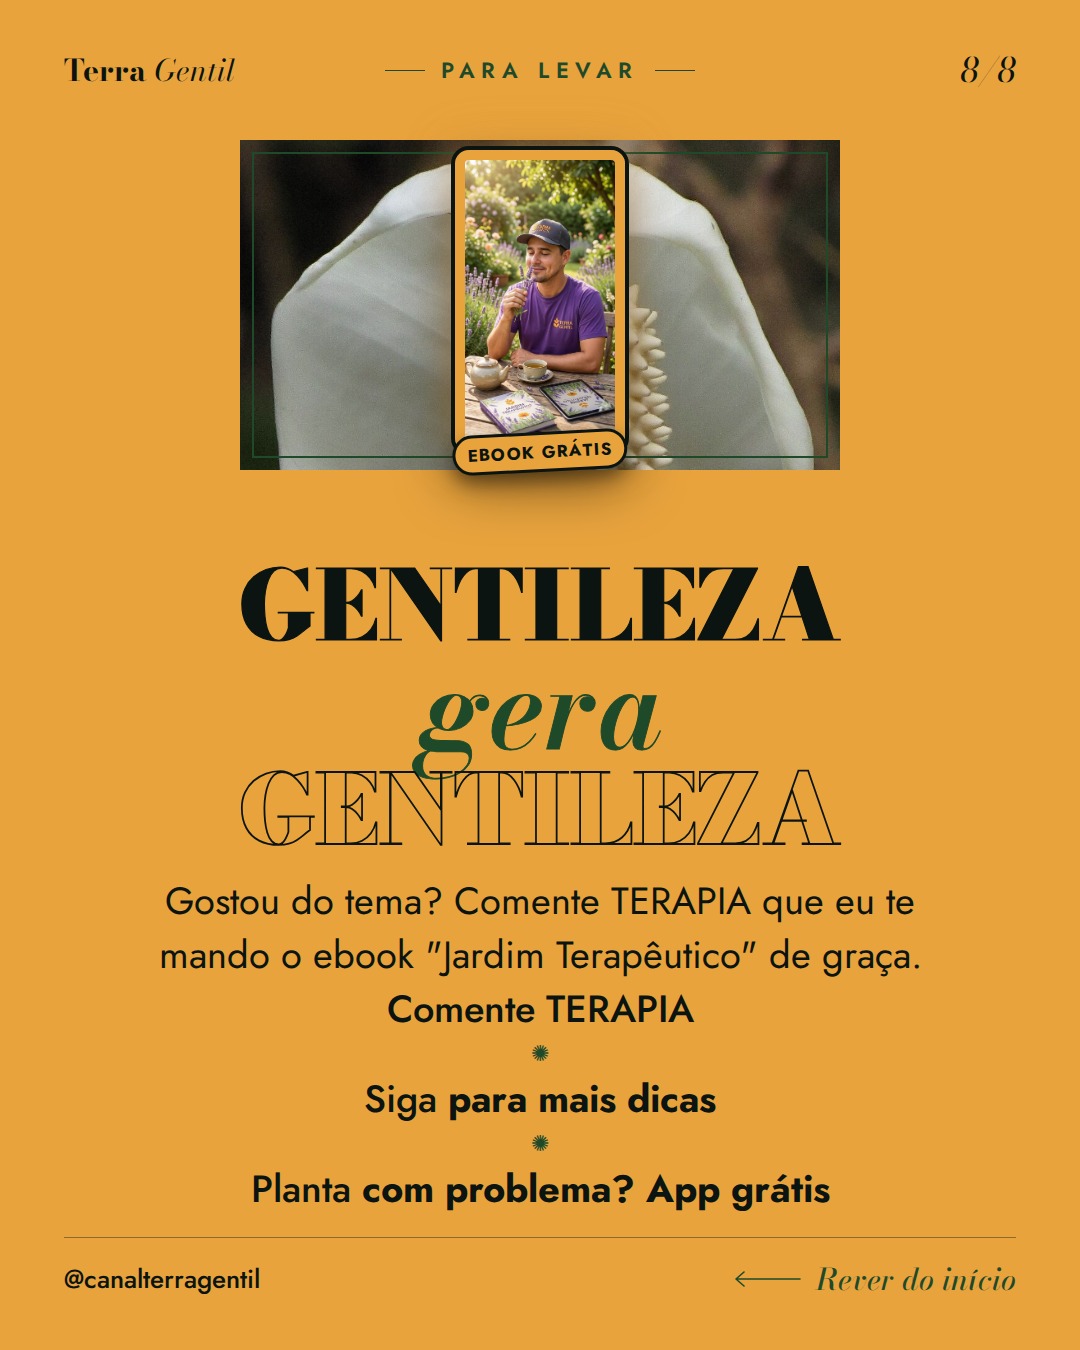 Terra Gentil
PARA LEVAR
8/8
EBOOK GRÁTIS
GENTILEZA
gera
GENTILEZA
Gostou do tema? Comente TERAPIA que eu te
mando o ebook "Jardim Terapêutico" de graça.
Comente TERAPIA
Siga para mais dicas
Planta com problema? App grátis
@canalterragentil
Rever do início